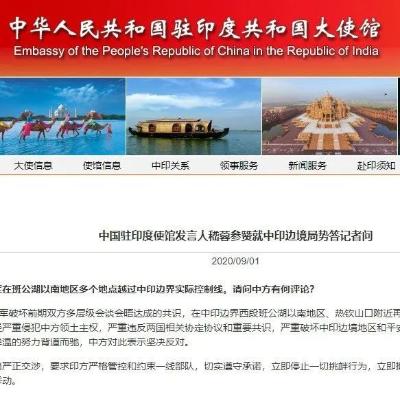 中华人民共和国驻印度共和国大使馆
Embassy of the People's Republic of China in the Republic of India
大使信息 使馆信息 中印关系 领事服务 新闻服务 赴印须知
中国驻印度使馆发言人嵇蓉参赞就中印边境局势答记者问
2020/09/01
在班公湖以南地区多个地点越过中印边界实际控制线。请问中方有何评论？
军破坏前期双方多层级会谈会晤达成的共识，在中印边界西段班公湖以南地区、热钦山口附近再
严重侵犯中方领土主权，严重违反两国相关协定协议和重要共识，严重破坏中印边境地区和平安
温的努力背道而驰，中方对此表示坚决反对。
严正交涉，要求印方严格管控和约束一线部队，切实遵守承诺，立即停止一切挑衅行为，立即
动。